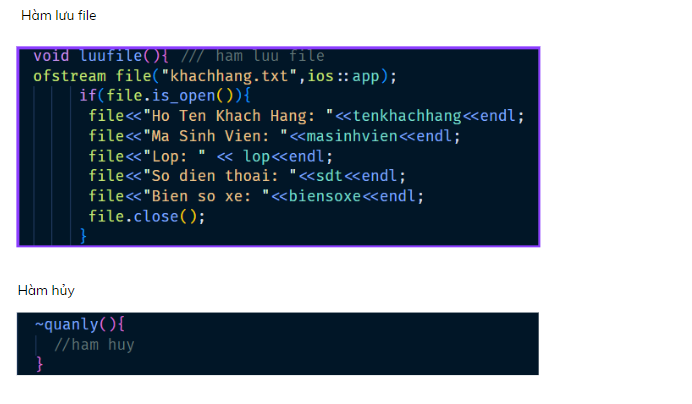 Hàm lưu file
void luufile(){ /// ham luu file
ofstream file("khachhang.txt",ios::app);
if(file.is_open()){
file<<"Ho Ten Khach Hang: "<<tenkhachhang<<endl;
file<<"Ma Sinh Vien: "<<masinhvien<<endl;
file<<"Lop: " << lop<<endl;
file<<"So dien thoai: "<<sdt<<endl;
file<<"Bien so xe: "<<biensoxe<<endl;
file.close();
}
Hàm hủy
~quanly(){
//ham huy
}